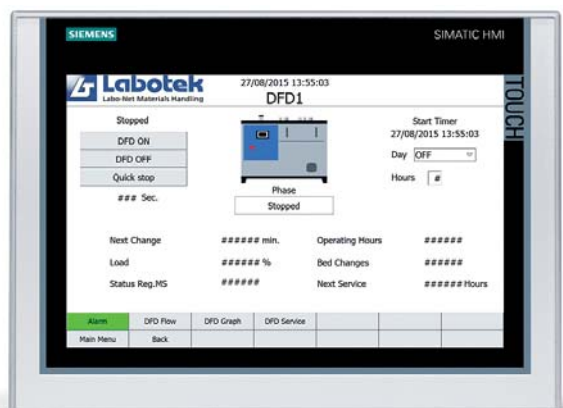 SIEMENS
SIMATIC HMI
TOUCH
Labotek
Labo-Net Materials Handling
27/08/2015 13:55:03
DFD1
Stopped
DFD ON
DFD OFF
Quick stop
### Sec.
Phase
Stopped
Start Timer
27/08/2015 13:55:03
Day OFF
Hours #
Next Change ###### min. Operating Hours ######
Load ###### % Bed Changes ######
Status Reg.MS ###### Next Service ###### Hours
Alarm DFD Flow DFD Graph DFD Service
Main Menu Back